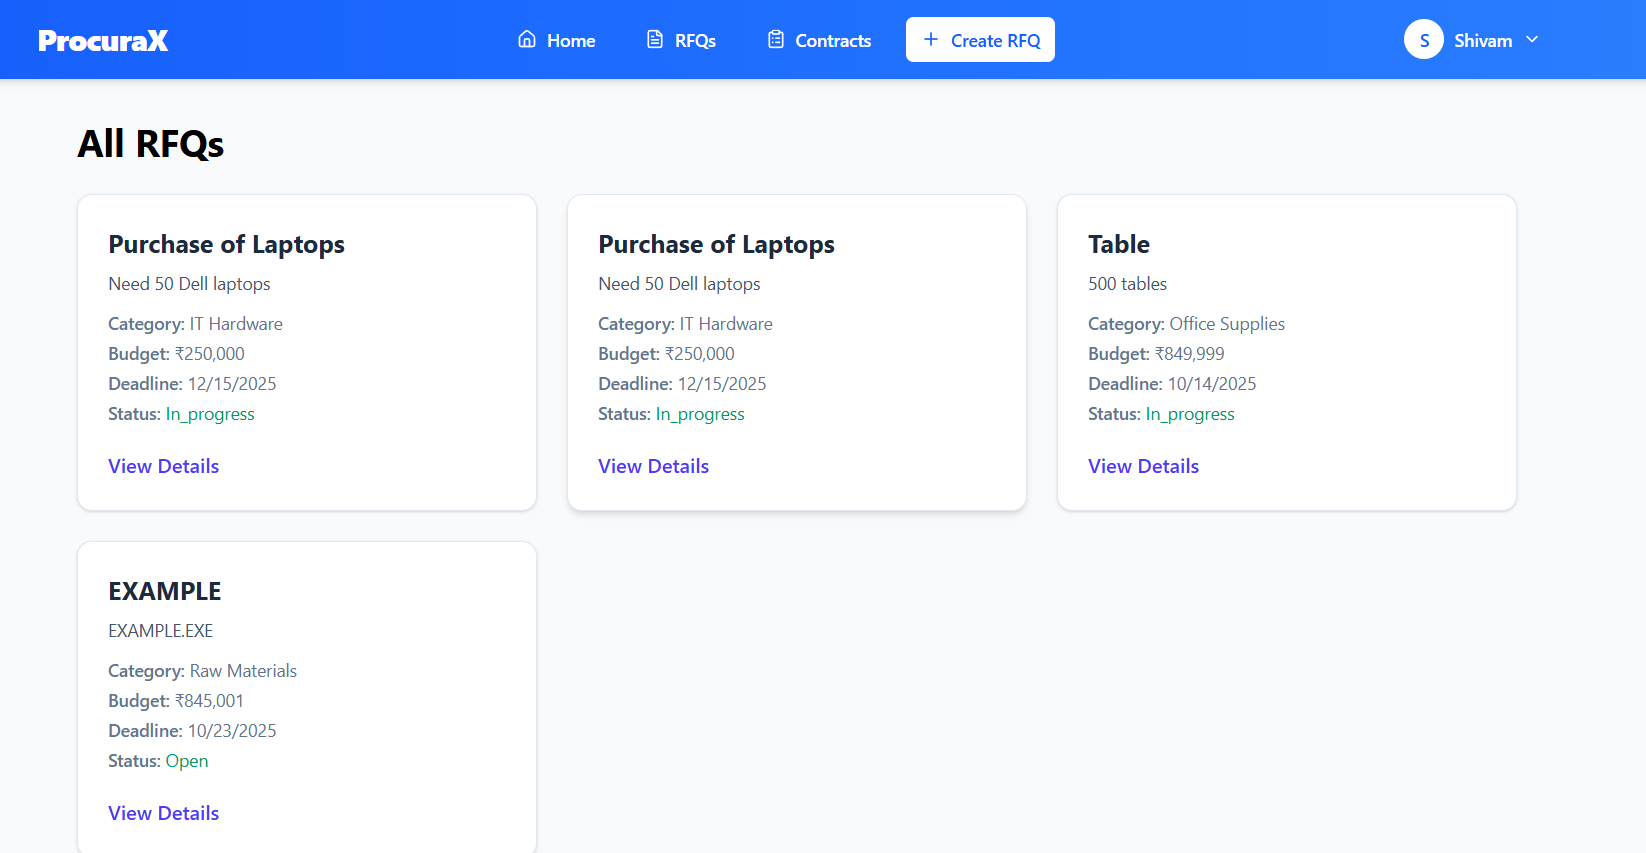 ProcuraX
Home
RFQs
Contracts
+ Create RFQ
S
Shivam
All RFQs
Purchase of Laptops
Need 50 Dell laptops
Category: IT Hardware
Budget: ₹250,000
Deadline: 12/15/2025
Status: In_progress
View Details
Purchase of Laptops
Need 50 Dell laptops
Category: IT Hardware
Budget: ₹250,000
Deadline: 12/15/2025
Status: In_progress
View Details
Table
500 tables
Category: Office Supplies
Budget: ₹849,999
Deadline: 10/14/2025
Status: In_progress
View Details
EXAMPLE
EXAMPLE.EXE
Category: Raw Materials
Budget: ₹845,001
Deadline: 10/23/2025
Status: Open
View Details